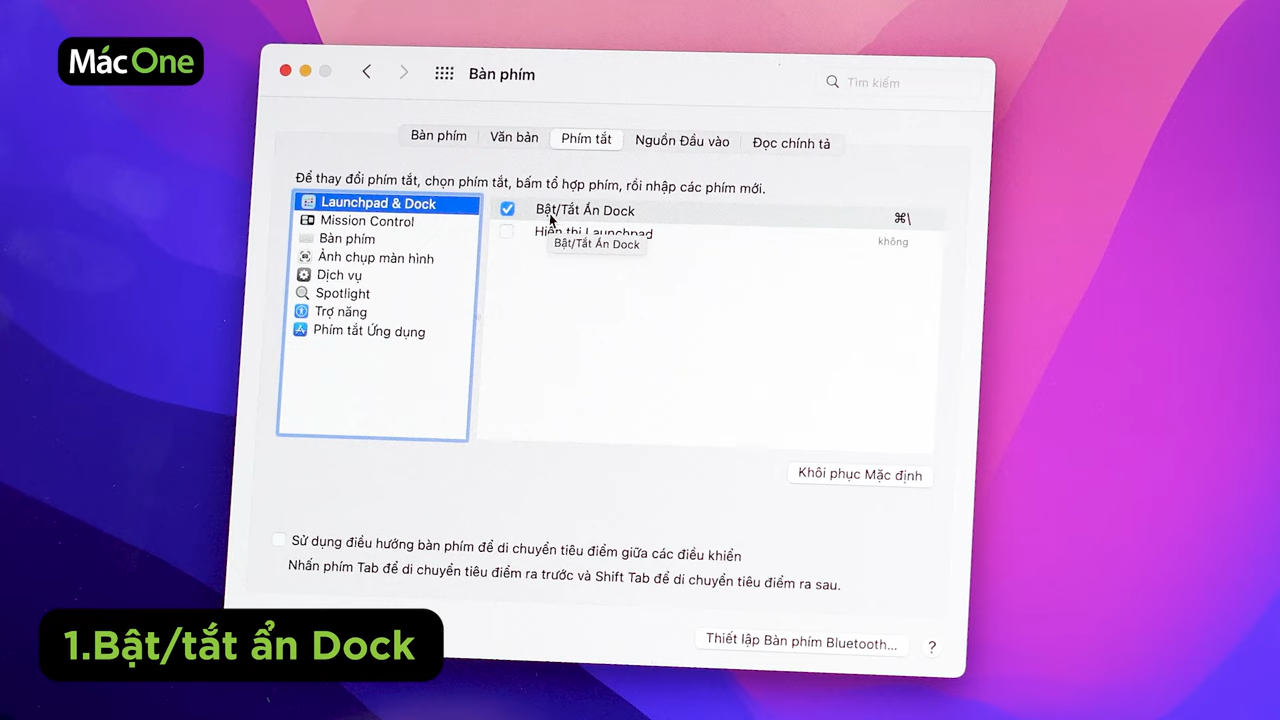 MácOne
Bàn phím
Tìm kiếm
Bàn phím
Văn bản
Phím tắt
Nguồn Đầu vào
Đọc chính tả
Để thay đổi phím tắt, chọn phím tắt, bấm tổ hợp phím, rồi nhập các phím mới.
Launchpad & Dock
Mission Control
Bàn phím
Ảnh chụp màn hình
Dịch vụ
Spotlight
Trợ năng
Phím tắt Ứng dụng
Bật/Tắt Ẩn Dock
⌘\
Hiển thị Launchpad
không
Bật/Tắt Ẩn Dock
Khôi phục Mặc định
Sử dụng điều hướng bàn phím để di chuyển tiêu điểm giữa các điều khiển
Nhấn phím Tab để di chuyển tiêu điểm ra trước và Shift Tab để di chuyển tiêu điểm ra sau.
Thiết lập Bàn phím Bluetooth...
?
1.Bật/tắt ẩn Dock